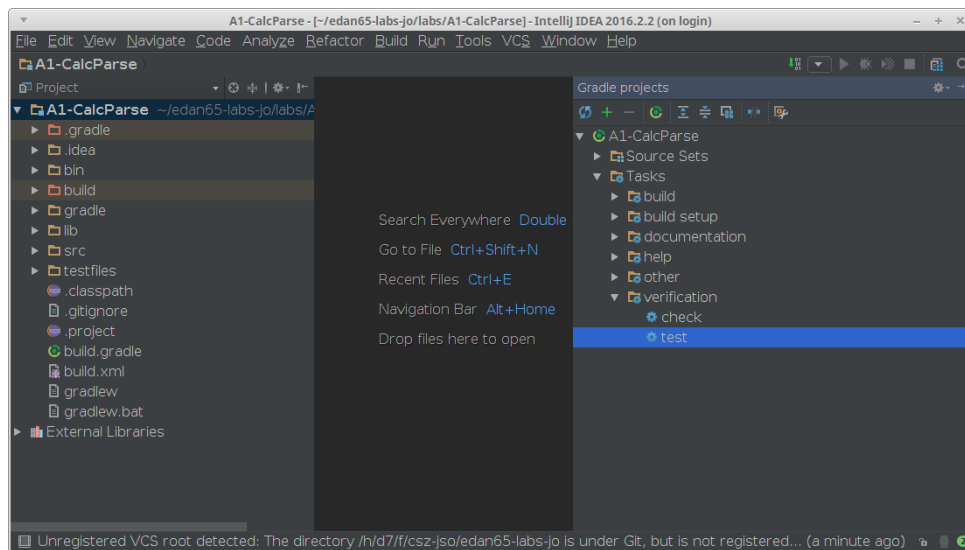 A1-CalcParse - [~/edan65-labs-jo/labs/A1-CalcParse] - IntelliJ IDEA 2016.2.2 (on login)
File Edit View Navigate Code Analyze Refactor Build Run Tools VCS Window Help
A1-CalcParse
Project
A1-CalcParse ~/edan65-labs-jo/labs/A
.gradle
.idea
bin
build
gradle
lib
src
testfiles
.classpath
.gitignore
.project
build.gradle
build.xml
gradlew
gradlew.bat
External Libraries
Search Everywhere Double
Go to File Ctrl+Shift+N
Recent Files Ctrl+E
Navigation Bar Alt+Home
Drop files here to open
Gradle projects
A1-CalcParse
Source Sets
Tasks
build
build setup
documentation
help
other
verification
check
test
Unregistered VCS root detected: The directory /h/d7/f/csz-jso/edan65-labs-jo is under Git, but is not registered... (a minute ago)